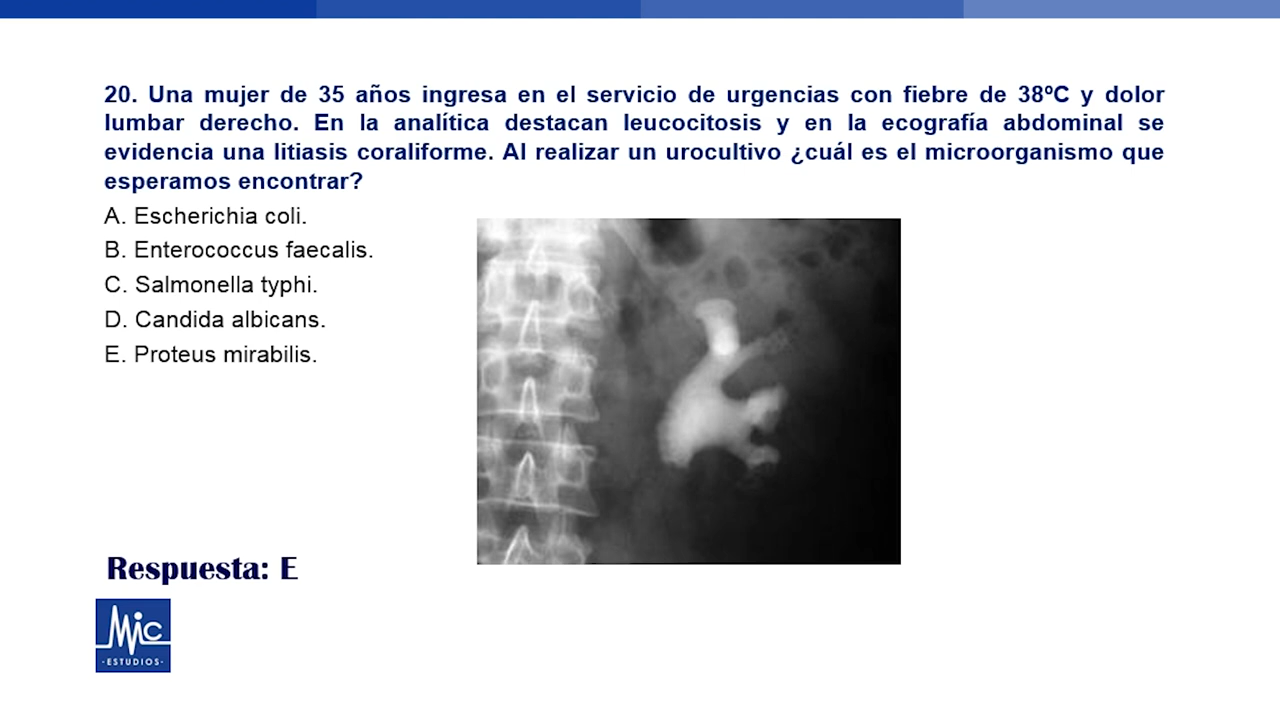 20. Una mujer de 35 años ingresa en el servicio de urgencias con fiebre de 38ºC y dolor
lumbar derecho. En la analítica destacan leucocitosis y en la ecografía abdominal se
evidencia una litiasis coraliforme. Al realizar un urocultivo ¿cuál es el microorganismo que
esperamos encontrar?
A. Escherichia coli.
B. Enterococcus faecalis.
C. Salmonella typhi.
D. Candida albicans.
E. Proteus mirabilis.
Respuesta: E
Mic
·ESTUDIOS·